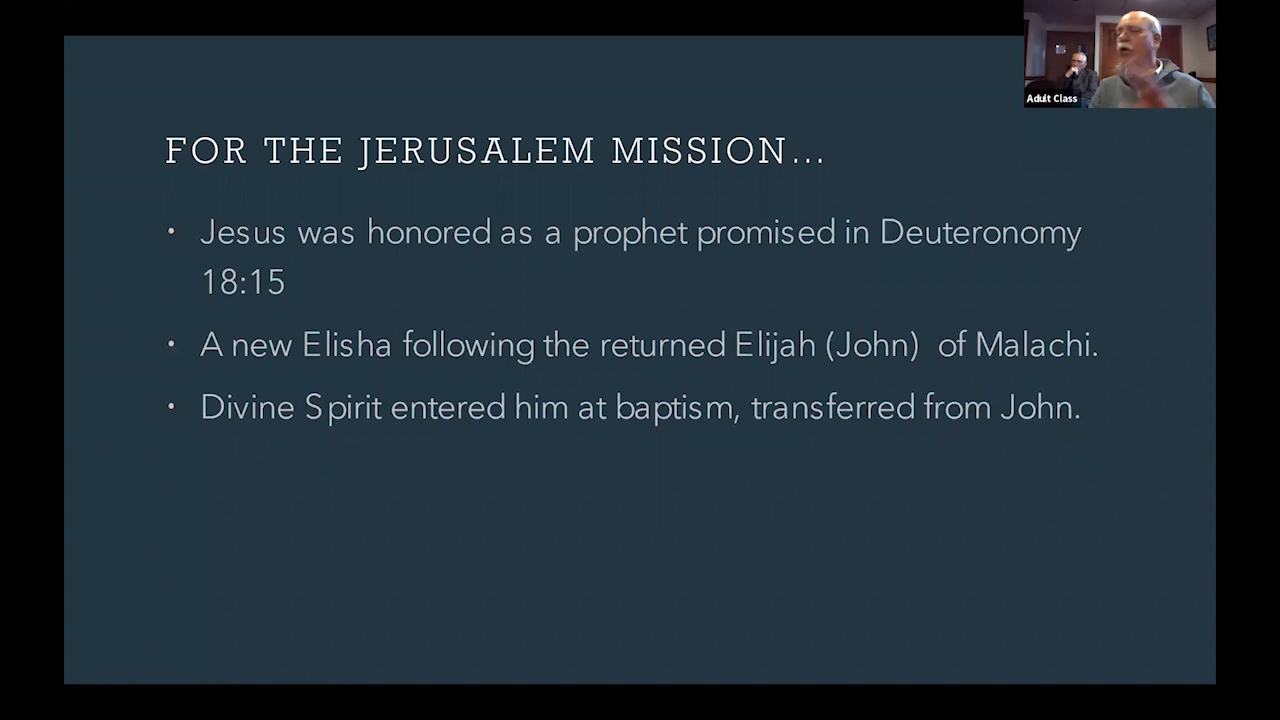 Adult Class
FOR THE JERUSALEM MISSION...
• Jesus was honored as a prophet promised in Deuteronomy
18:15
• A new Elisha following the returned Elijah (John) of Malachi.
• Divine Spirit entered him at baptism, transferred from John.